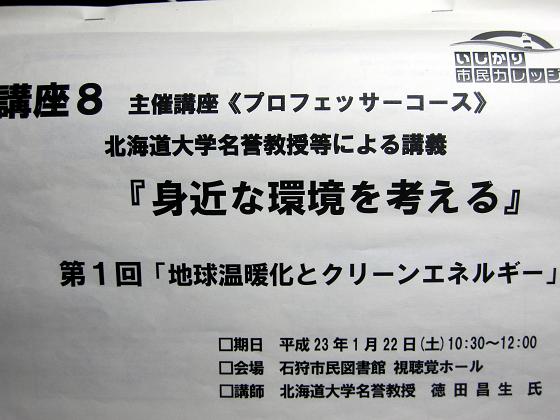 いしかり
市民カレッジ
講座8 主催講座《プロフェッサーコース》
北海道大学名誉教授等による講義
『身近な環境を考える』
第1回「地球温暖化とクリーンエネルギー」
□期日 平成23年1月22日(土)10:30~12:00
□会場 石狩市民図書館 視聴覚ホール
□講師 北海道大学名誉教授 徳田昌生 氏